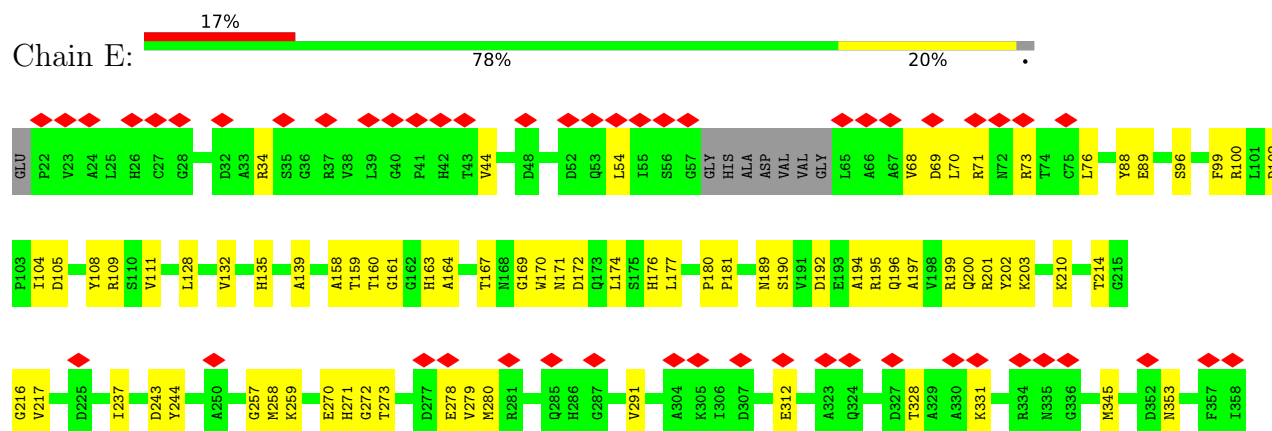 17%
Chain E:
78% 20% •
GLU P22 V23 A24 L25 H26 C27 G28 D32 A33 R34 S35 G36 R37 V38 L39 G40 P41 H42 T43 V44 D48 D52 Q53 L54 I55 S56 G57 GLY HIS ALA ASP VAL VAL GLY L65 A66 A67 V68 D69 L70 R71 N72 R73 T74 C75 L76 Y88 E89 S96 F99 R100 L101 D102
P103 I104 D105 Y108 R109 S110 V111 L128 V132 H135 A139 A158 T159 T160 G161 G162 H163 A164 T167 N168 G169 W170 N171 D172 Q173 L174 S175 H176 L177 P180 P181 N189 S190 V191 D192 E193 A194 R195 Q196 A197 V198 R199 Q200 R201 Y202 K203 K210 T214 G215
G216 V217 D225 I237 D243 Y244 A250 G257 M258 K259 E270 H271 G272 T273 D277 E278 V279 M280 R281 Q285 H286 G287 V291 A304 K305 I306 D307 E312 A323 Q324 D327 T328 A329 A330 K331 R334 N335 G336 M345 D352 N353 F357 I358